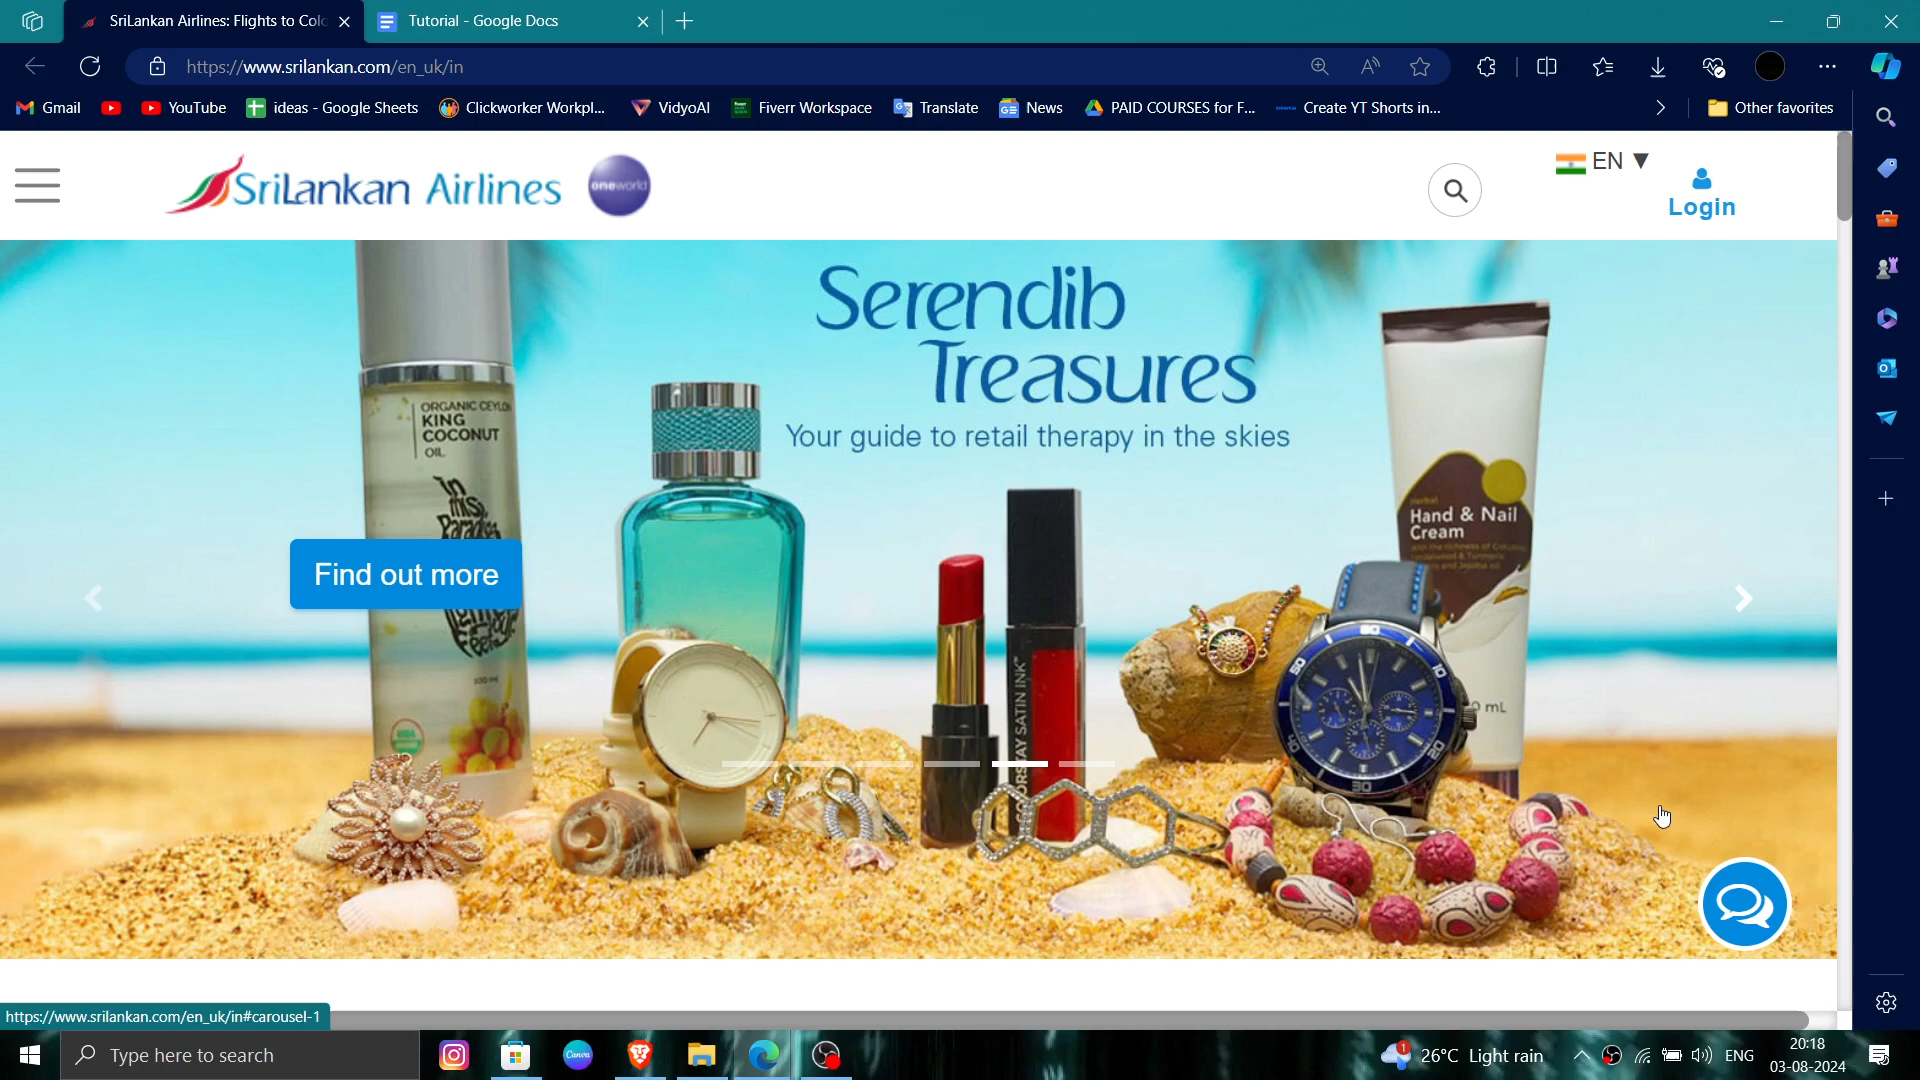 SriLankan Airlines: Flights to Colo
Tutorial - Google Docs
https://www.srilankan.com/en_uk/in
Gmail
YouTube
ideas - Google Sheets
Clickworker Workpl...
VidyoAI
Fiverr Workspace
Translate
News
PAID COURSES for F...
Create YT Shorts in...
Other favorites
SriLankan Airlines
oneworld
EN
Login
Serendib
Treasures
Your guide to retail therapy in the skies
ORGANIC CEYLON
KING
COCONUT
OIL
Hand & Nail
Cream
Find out more
https://www.srilankan.com/en_uk/in#carousel-1
Type here to search
Canva
1
26°C Light rain
ENG
20:18
03-08-2024